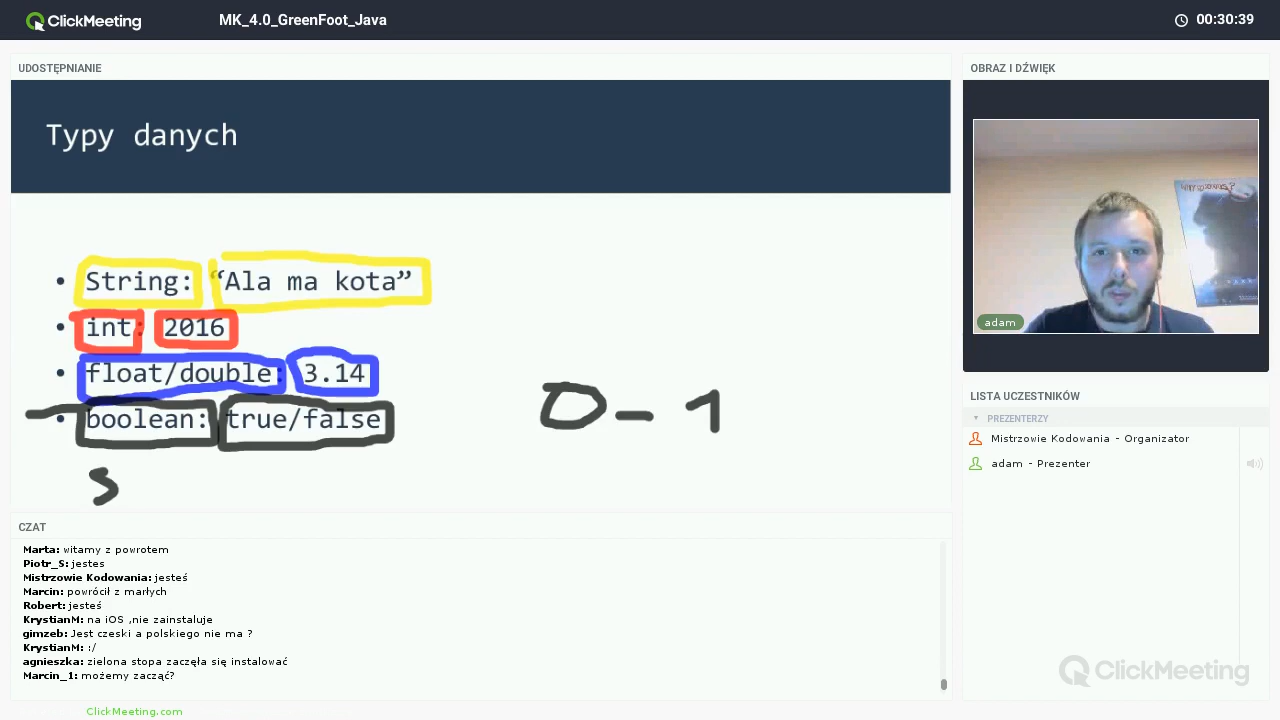 ClickMeeting
MK_4.0_GreenFoot_Java
00:30:39
UDOSTĘPNIANIE
Typy danych
• String: “Ala ma kota”
• int: 2016
• float/double: 3.14
• boolean: true/false
0 - 1
s
OBRAZ I DŹWIĘK
adam
LISTA UCZESTNIKÓW
PREZENTERZY
Mistrzowie Kodowania - Organizator
adam - Prezenter
CZAT
Marta: witamy z powrotem
Piotr_S: jestes
Mistrzowie Kodowania: jesteś
Marcin: powrócił z marłych
Robert: jesteś
KrystianM: na iOS ,nie zainstaluje
gimzeb: Jest czeski a polskiego nie ma ?
KrystianM: :/
agnieszka: zielona stopa zaczęła się instalować
Marcin_1: możemy zacząć?
ClickMeeting
ClickMeeting.com